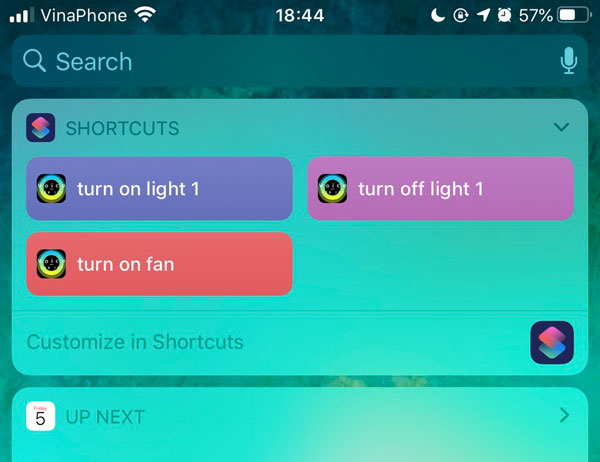 VinaPhone 18:44 57%
Search
SHORTCUTS
turn on light 1 turn off light 1
turn on fan
Customize in Shortcuts
Friday
5 UP NEXT